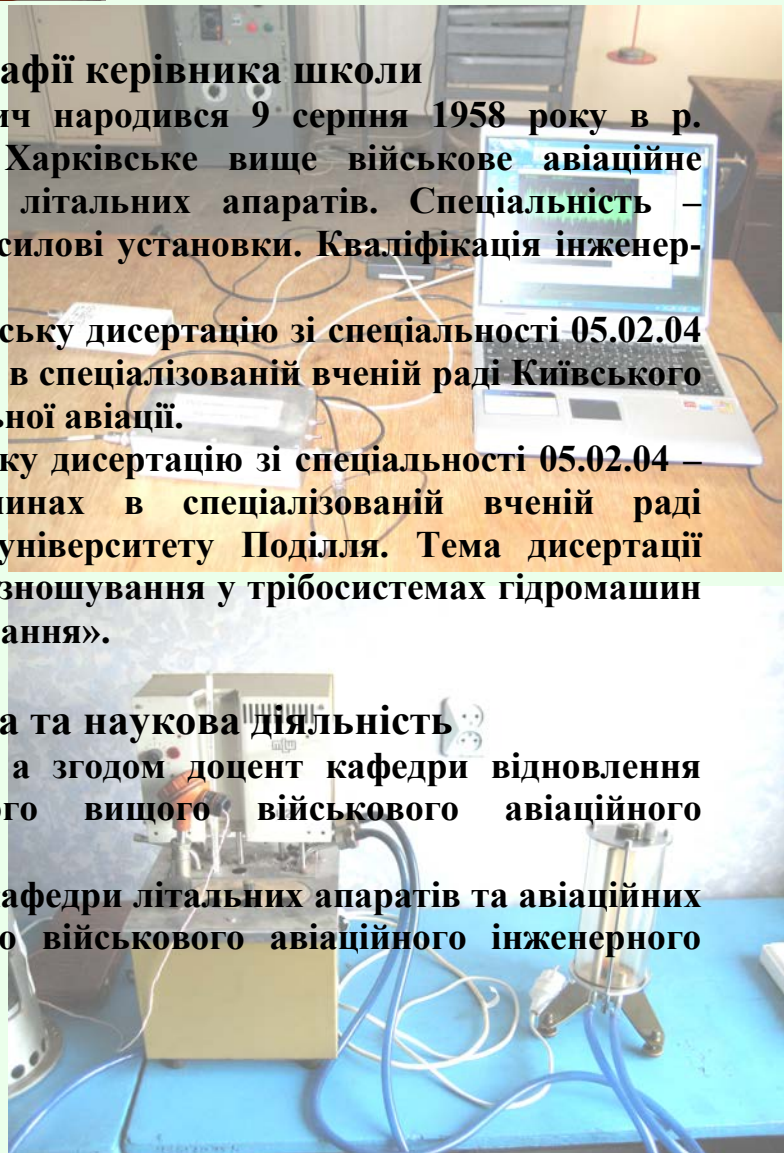 афії керівника школи
ич народився 9 серпня 1958 року в р.
Харківське вище військове авіаційне
літальних апаратів. Спеціальність –
силові установки. Кваліфікація інженер-
ську дисертацію зі спеціальності 05.02.04
в спеціалізованій вченій раді Київського
ьної авіації.
ку дисертацію зі спеціальності 05.02.04 –
инах в спеціалізованій вченій раді
університету Поділля. Тема дисертації
зношування у трібосистемах гідромашин
ання».
а та наукова діяльність
а згодом доцент кафедри відновлення
ого вищого військового авіаційного
афедри літальних апаратів та авіаційних
о військового авіаційного інженерного